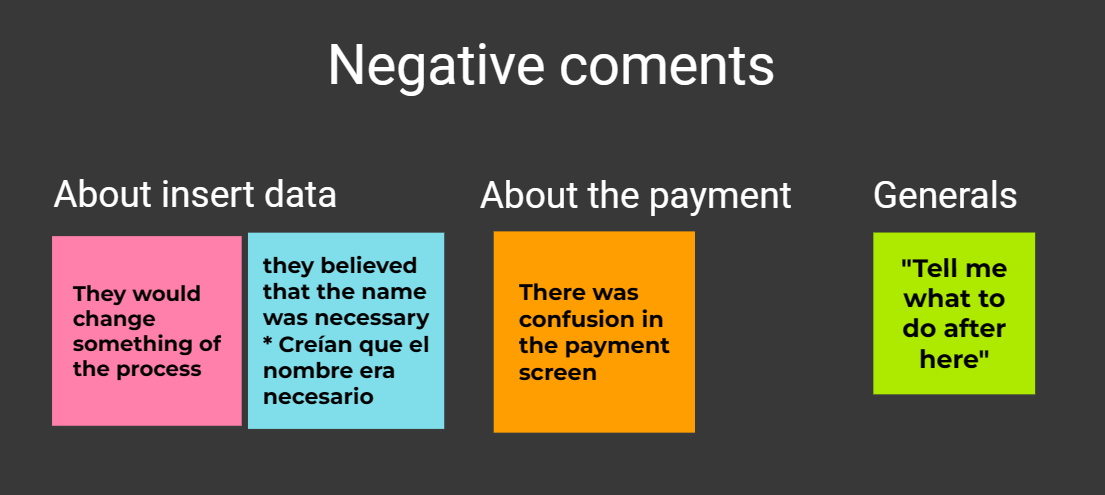 Negative coments
About insert data
They would
change
something of
the process
they believed
that the name
was necessary
* Creían que el
nombre era
necesario
About the payment
There was
confusion in
the payment
screen
Generals
"Tell me
what to
do after
here"